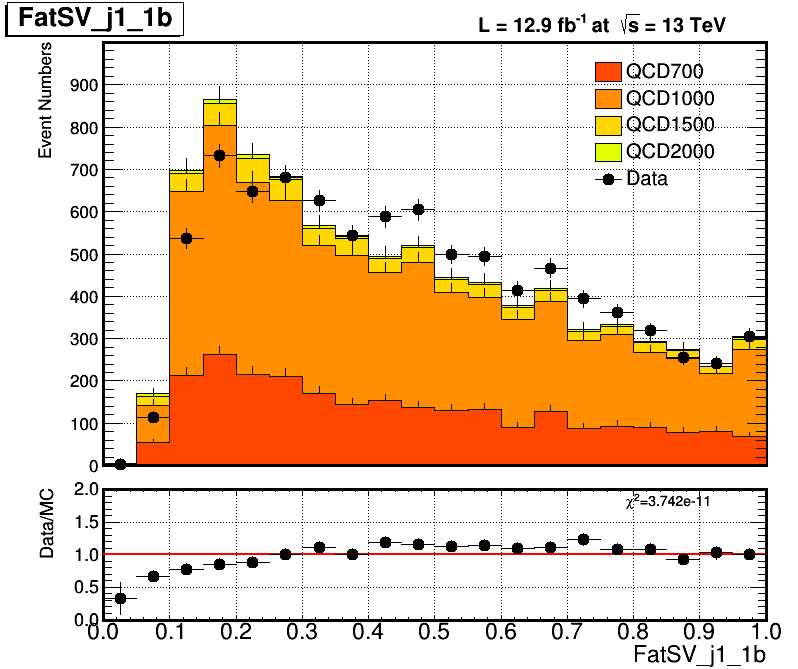 FatSV_j1_1b
L = 12.9 fb⁻¹ at √s = 13 TeV
Event Numbers
900
800
700
600
500
400
300
200
100
0
QCD700
QCD1000
QCD1500
QCD2000
Data
Data/MC
2.0
1.5
1.0
0.5
0.0
χ²=3.742e-11
0.0 0.1 0.2 0.3 0.4 0.5 0.6 0.7 0.8 0.9 1.0
FatSV_j1_1b